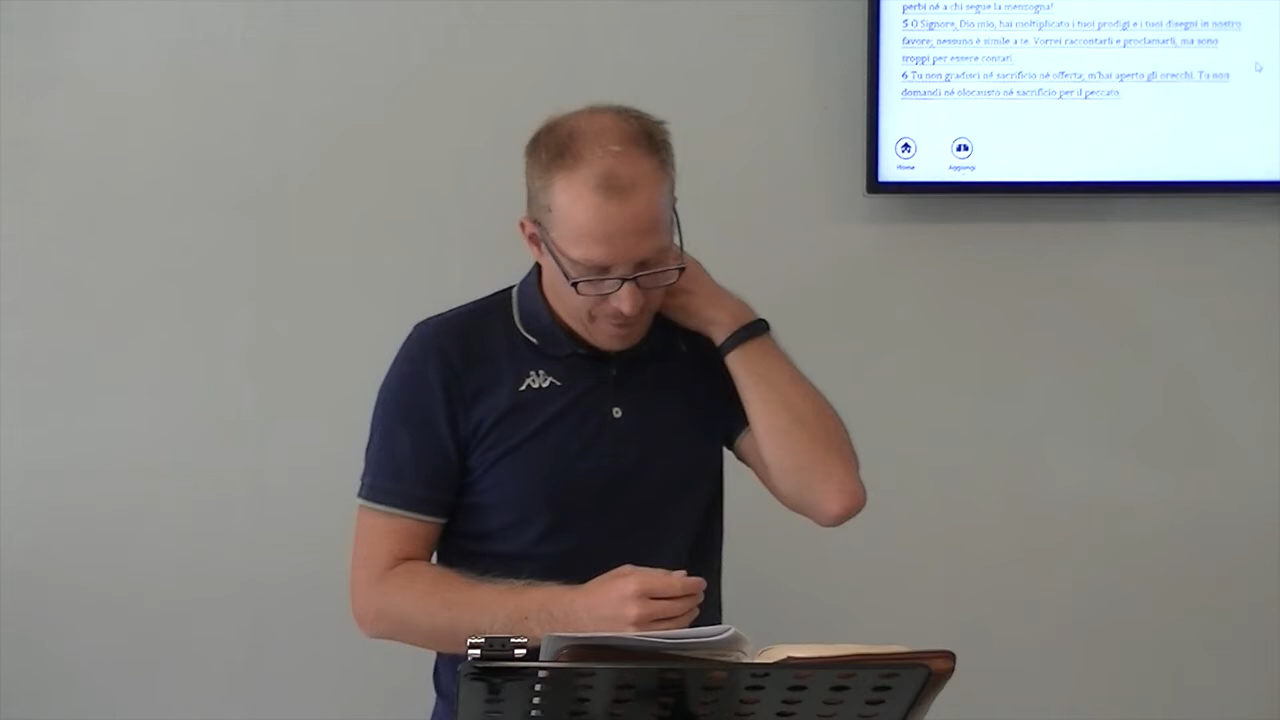 perbi né a chi segue la menzogna!
5 O Signore, Dio mio, hai moltiplicato i tuoi prodigi e i tuoi disegni in nostro
favore; nessuno è simile a te. Vorrei raccontarli e proclamarli, ma sono
troppi per essere contati.
6 Tu non gradisci né sacrificio né offerta; m'hai aperto gli orecchi. Tu non
domandi né olocausto né sacrificio per il peccato.
Home
Aggiungi